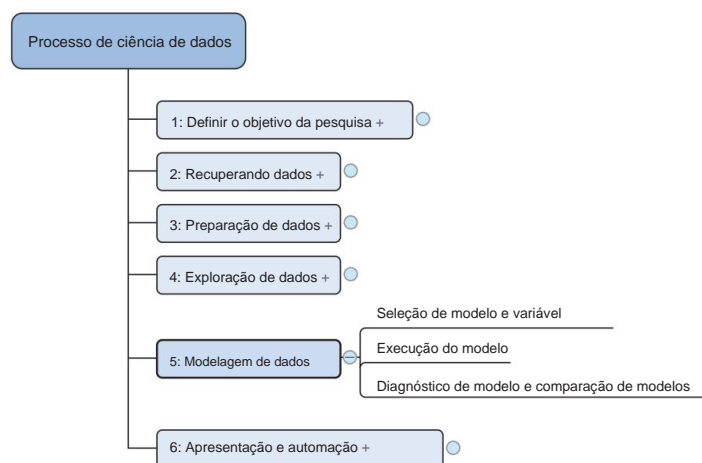 Processo de ciência de dados
1: Definir o objetivo da pesquisa +
2: Recuperando dados +
3: Preparação de dados +
4: Exploração de dados +
Seleção de modelo e variável
5: Modelagem de dados
Execução do modelo
Diagnóstico de modelo e comparação de modelos
6: Apresentação e automação +